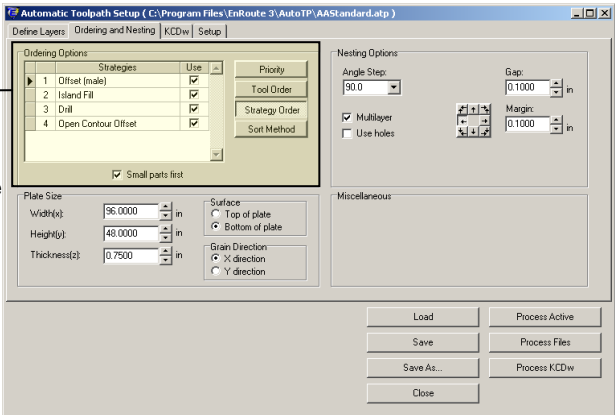 Automatic Toolpath Setup ( C:\Program Files\EnRoute 3\AutoTP\AAStandard.atp )
Define Layers Ordering and Nesting KCDw Setup
Ordering Options
Strategies Use
1 Offset (male)
2 Island Fill
3 Drill
4 Open Contour Offset
Priority
Tool Order
Strategy Order
Sort Method
Small parts first
Nesting Options
Angle Step:
90.0
Multilayer
Use holes
Gap:
0.1000 in
Margin:
0.1000 in
Plate Size
Width(x): 96.0000 in
Height(y): 48.0000 in
Thickness(z): 0.7500 in
Surface
Top of plate
Bottom of plate
Grain Direction
X direction
Y direction
Miscellaneous
Load
Save
Save As...
Close
Process Active
Process Files
Process KCDw